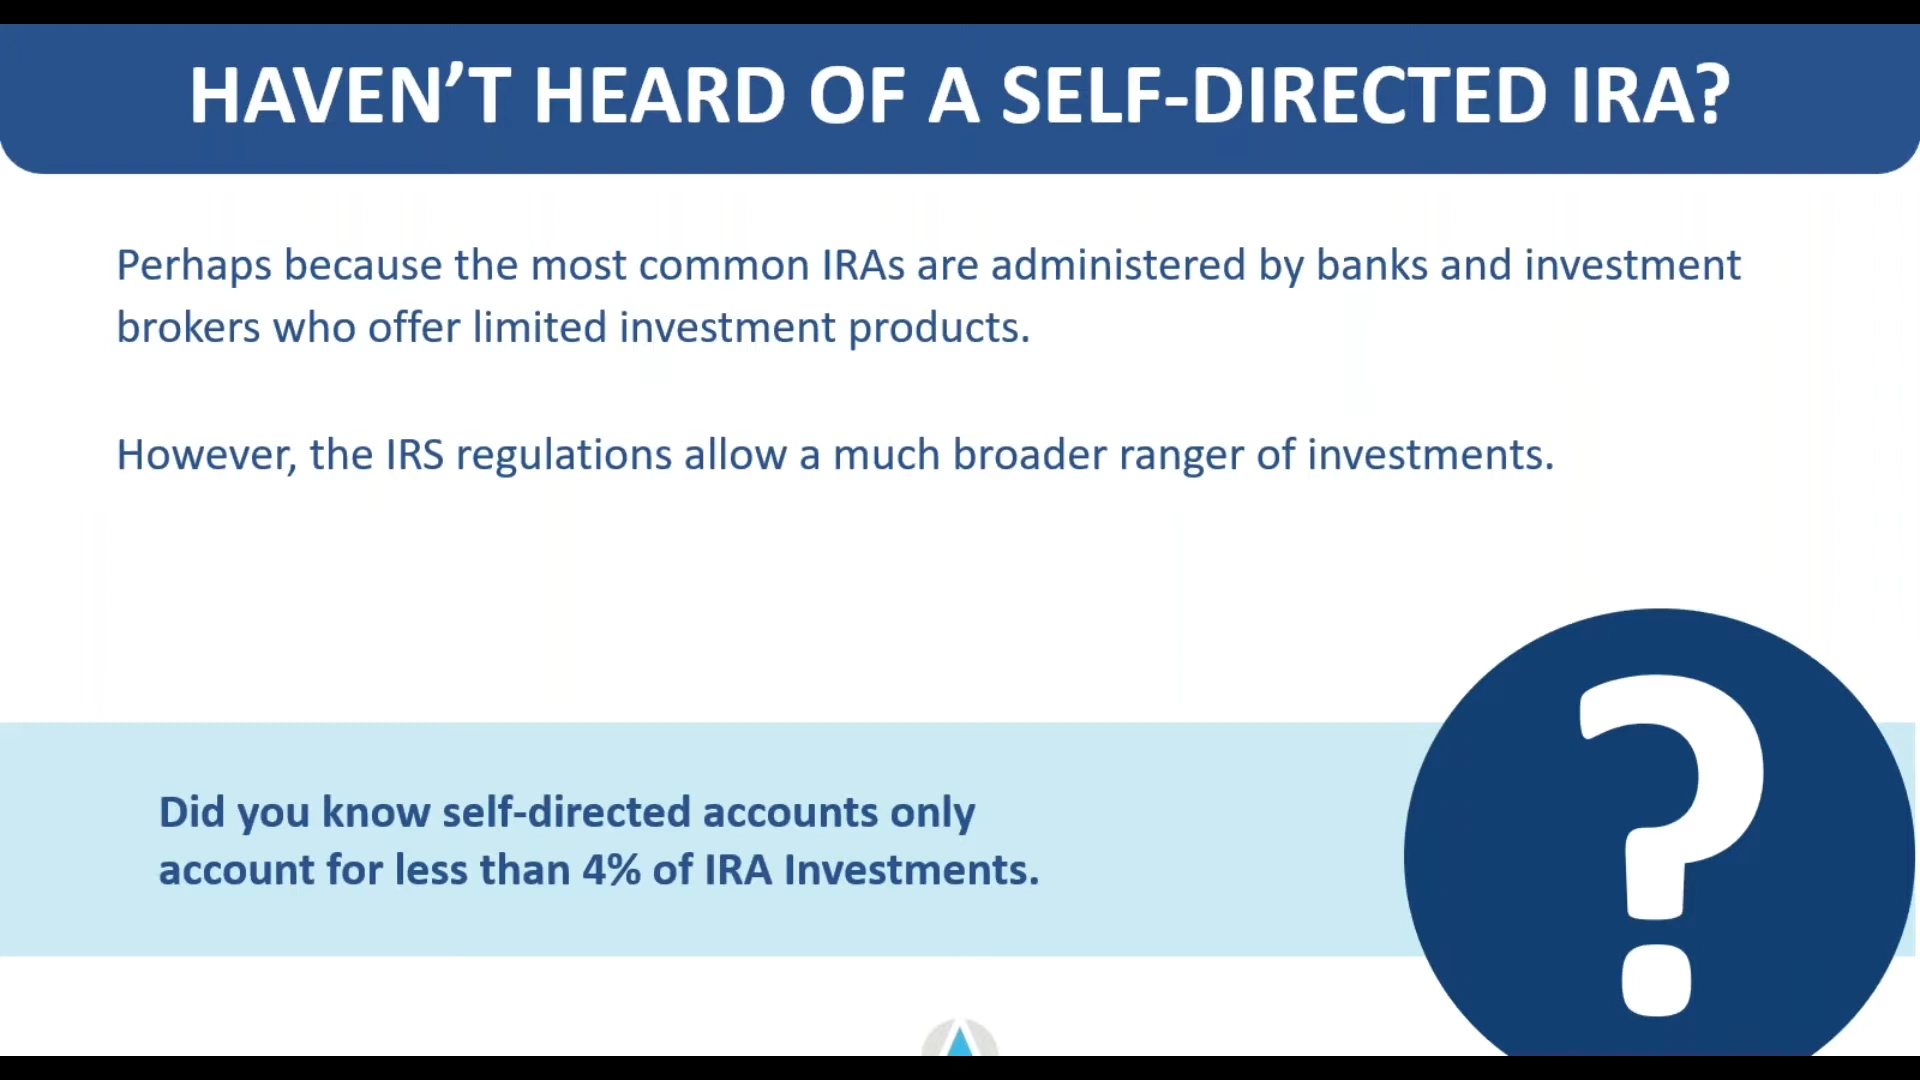 HAVEN’T HEARD OF A SELF-DIRECTED IRA?
Perhaps because the most common IRAs are administered by banks and investment
brokers who offer limited investment products.
However, the IRS regulations allow a much broader ranger of investments.
Did you know self-directed accounts only
account for less than 4% of IRA Investments.
?